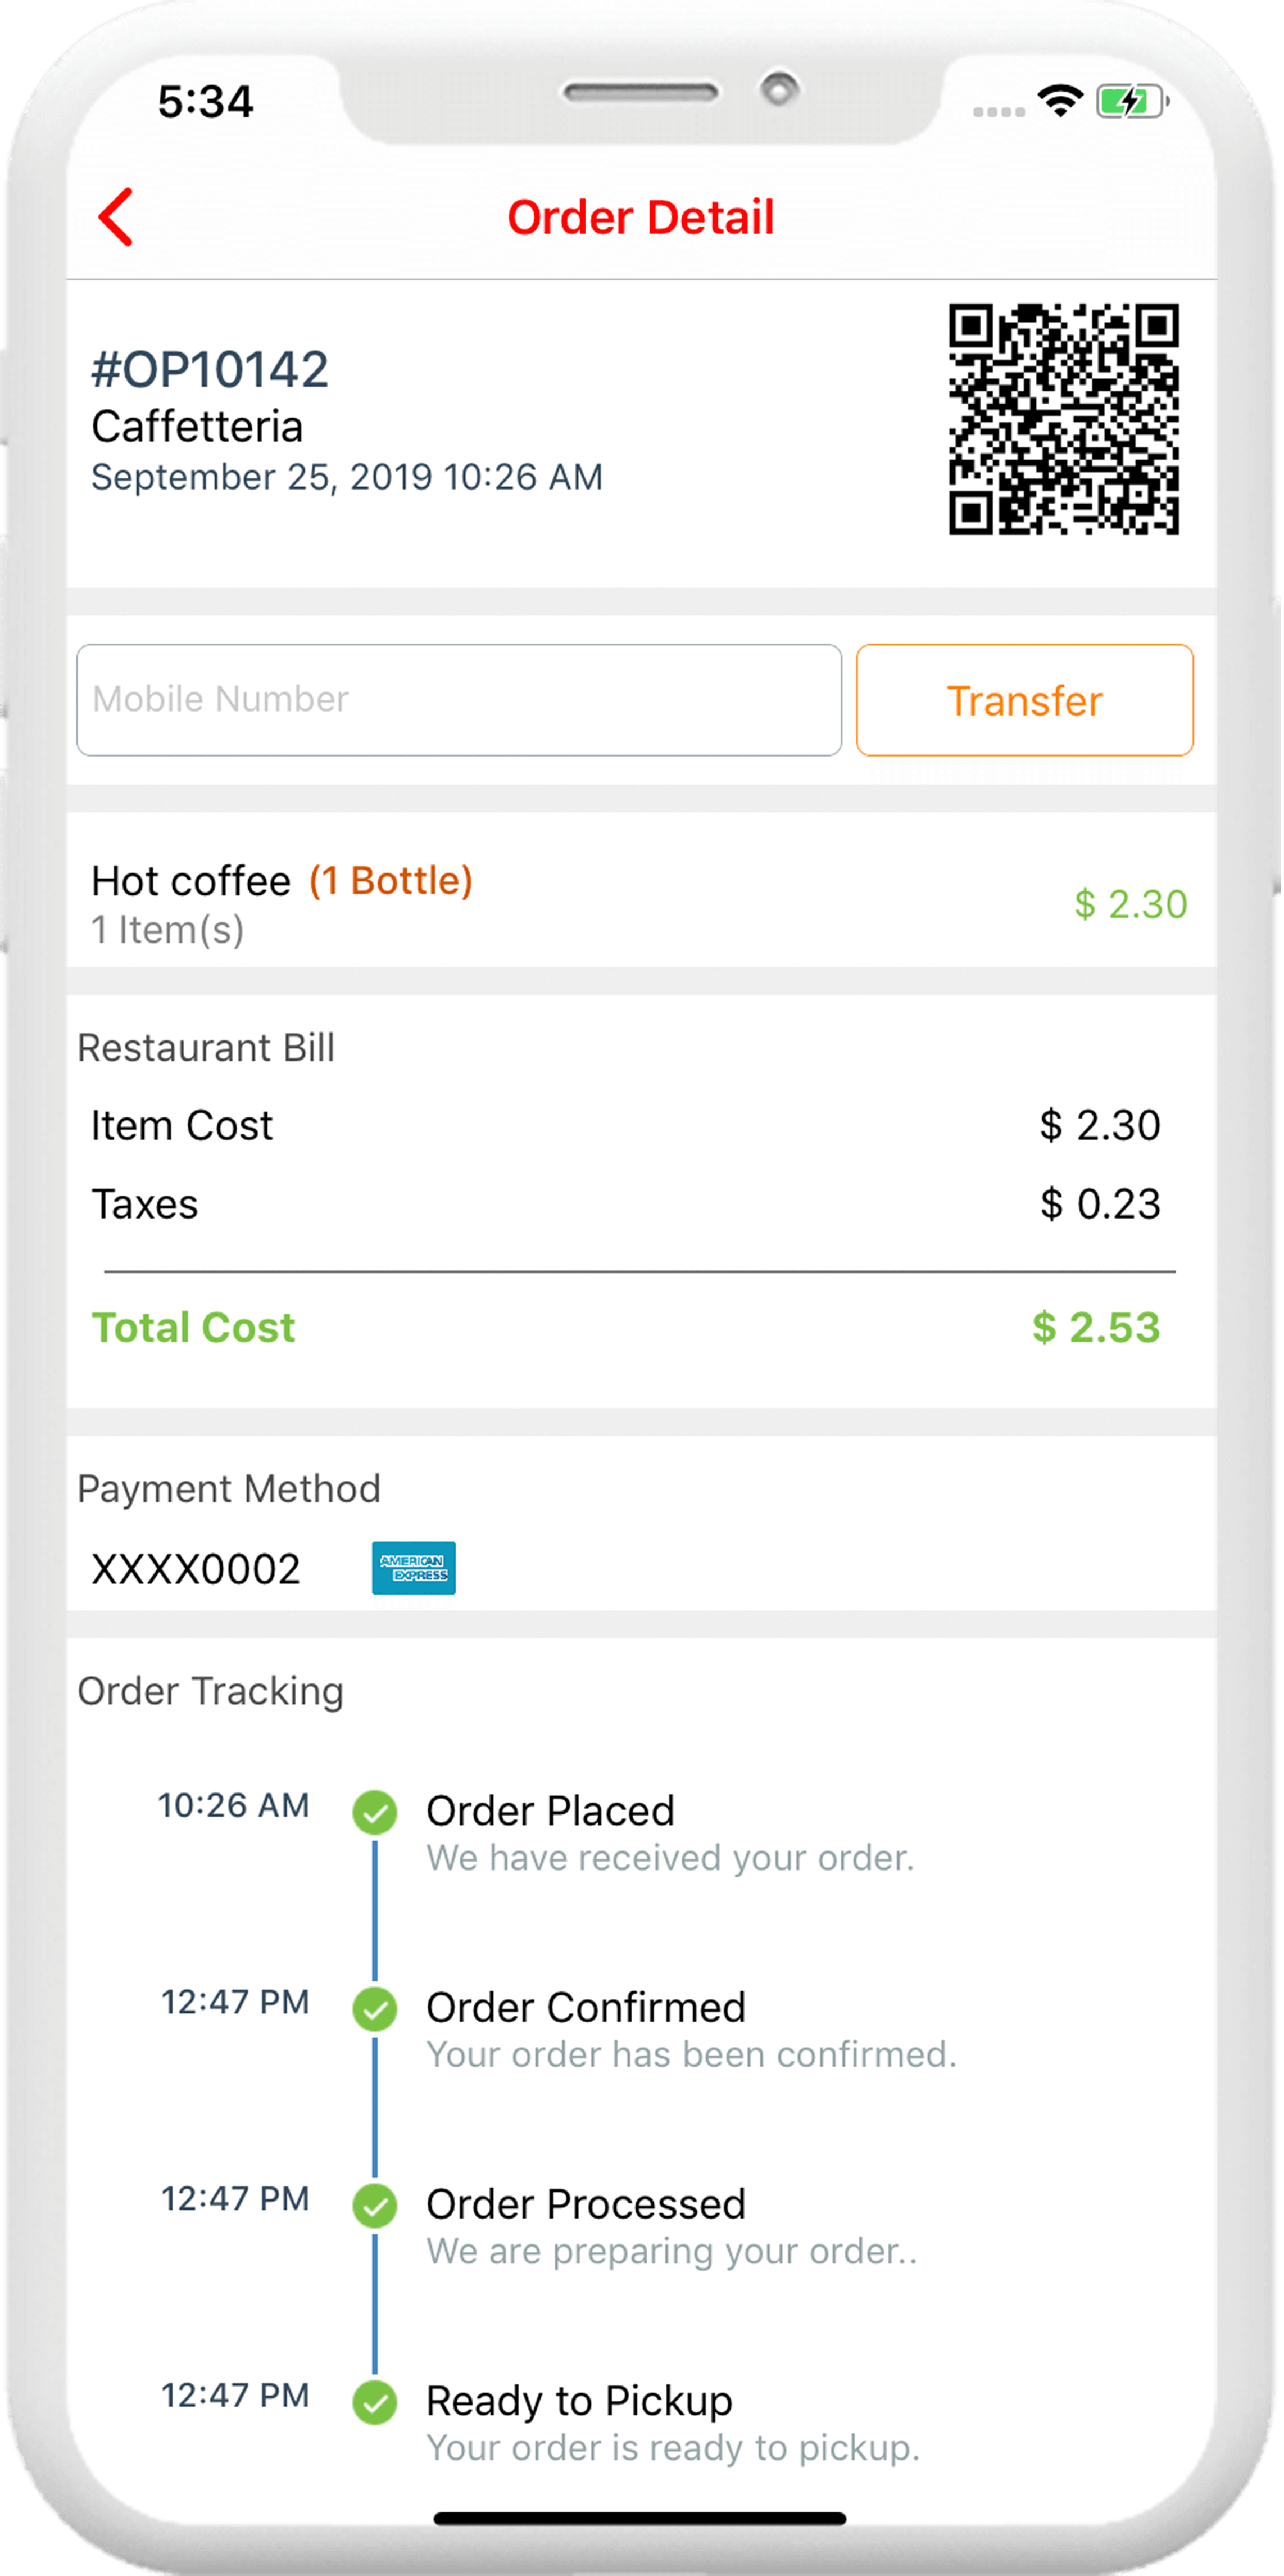 5:34
Order Detail
#OP10142
Caffetteria
September 25, 2019 10:26 AM
Mobile Number
Transfer
Hot coffee (1 Bottle)
1 Item(s)
$ 2.30
Restaurant Bill
Item Cost $ 2.30
Taxes $ 0.23
Total Cost $ 2.53
Payment Method
XXXX0002
AMERICAN
EXPRESS
Order Tracking
10:26 AM Order Placed
We have received your order.
12:47 PM Order Confirmed
Your order has been confirmed.
12:47 PM Order Processed
We are preparing your order..
12:47 PM Ready to Pickup
Your order is ready to pickup.